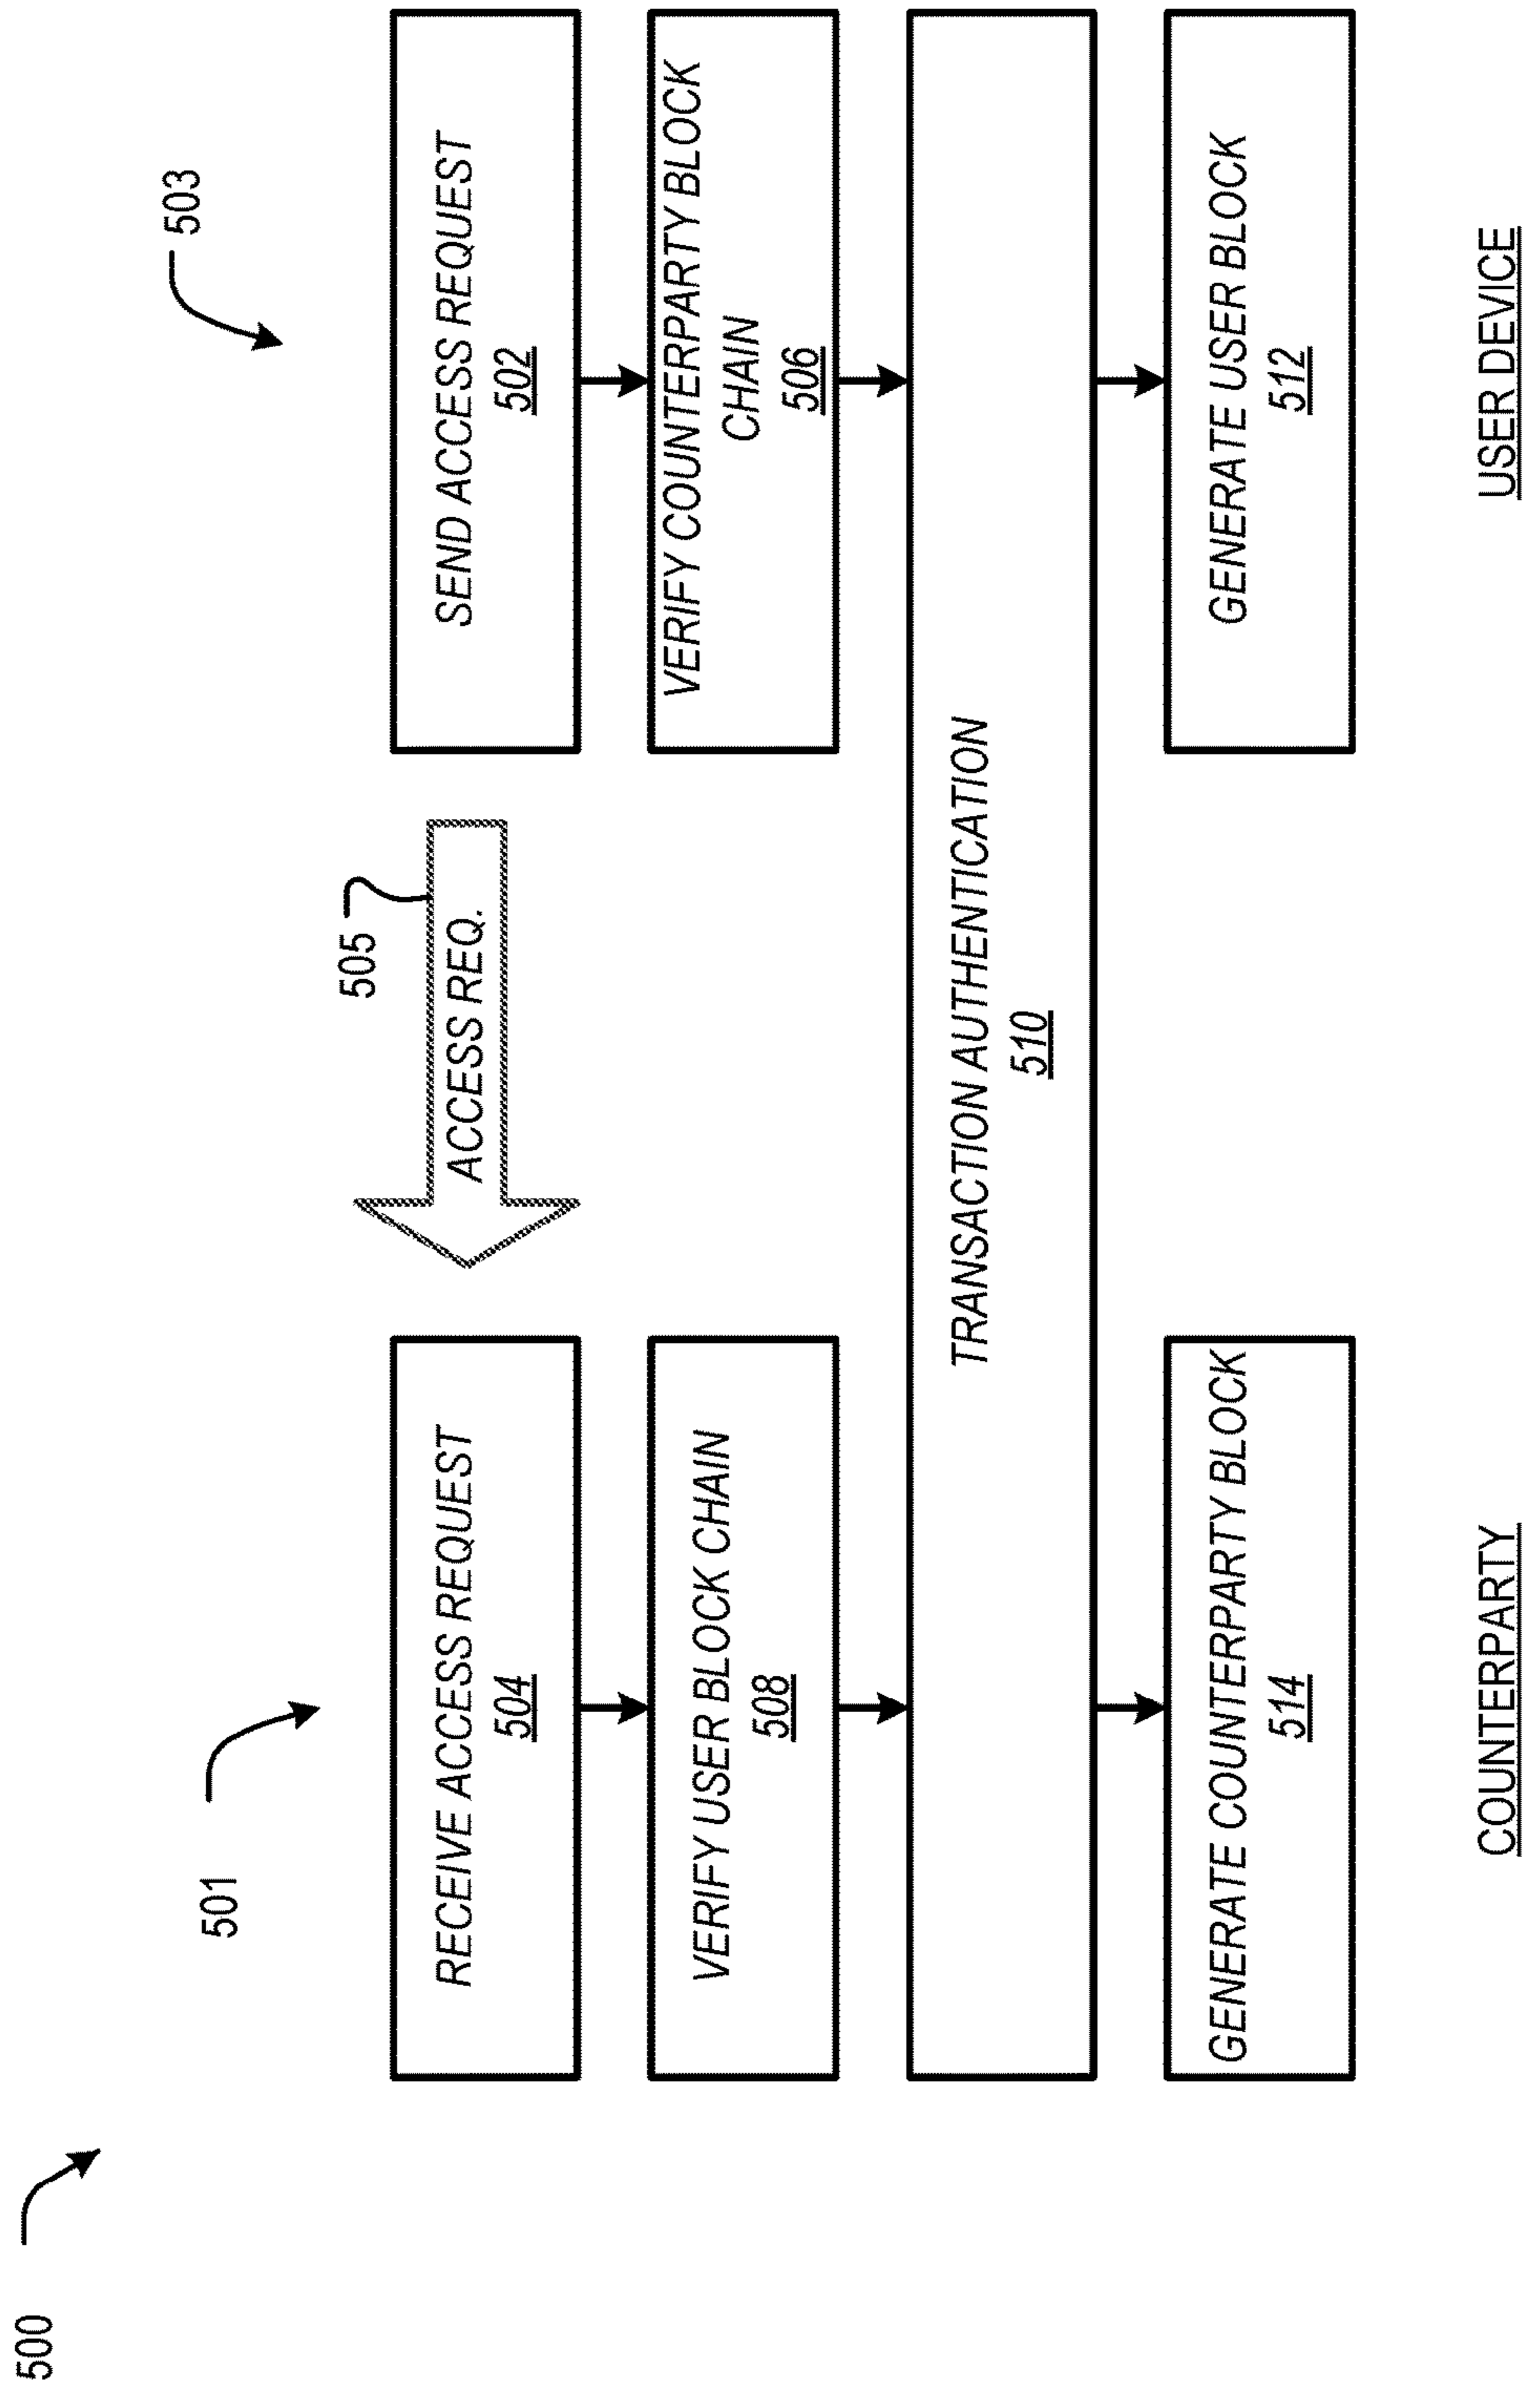 500
501
503
505
RECEIVE ACCESS REQUEST
504
ACCESS REQ.
SEND ACCESS REQUEST
502
VERIFY USER BLOCK CHAIN
508
VERIFY COUNTERPARTY BLOCK
CHAIN
506
TRANSACTION AUTHENTICATION
510
GENERATE COUNTERPARTY BLOCK
514
GENERATE USER BLOCK
512
COUNTERPARTY
USER DEVICE